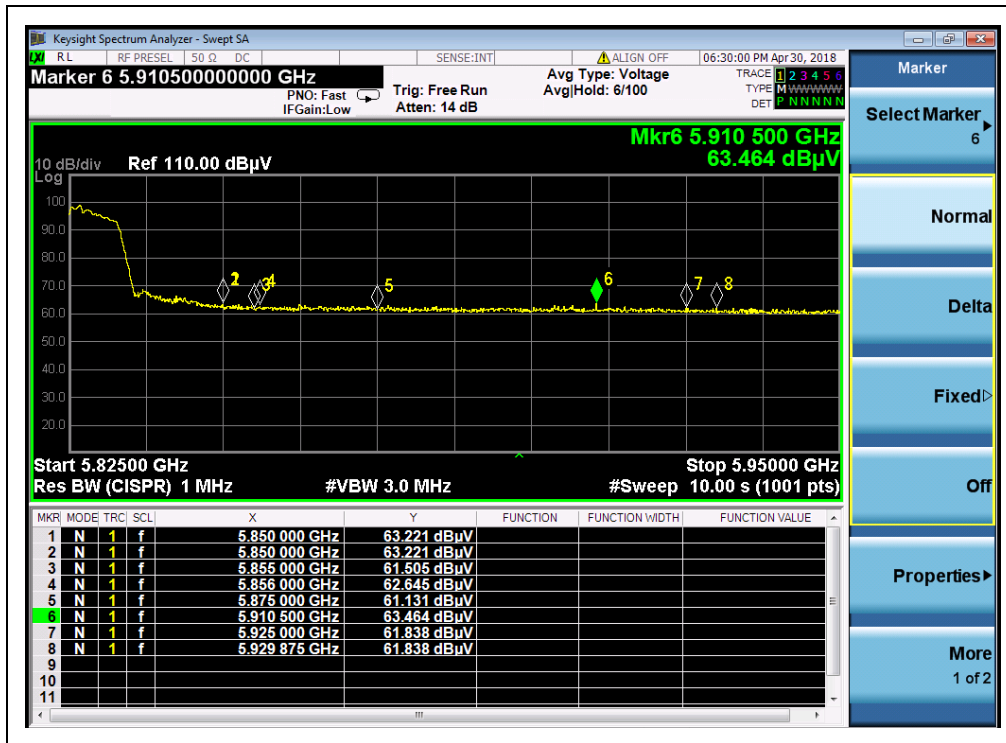 Keysight Spectrum Analyzer - Swept SA
LXI RL RF PRESEL 50 Ω DC SENSE:INT ALIGN OFF 06:30:00 PM Apr 30, 2018
Marker 6 5.910500000000 GHz
PNO: Fast
IFGain:Low
Trig: Free Run
Atten: 14 dB
Avg Type: Voltage
Avg|Hold: 6/100
TRACE 1 2 3 4 5 6
TYPE M WWWWW
DET P N N N N N
Mkr6 5.910 500 GHz
63.464 dBµV
10 dB/div Ref 110.00 dBµV
Log
100
90.0
80.0
70.0
60.0
50.0
40.0
30.0
20.0
1 2 3 4 5 6 7 8
Start 5.82500 GHz Stop 5.95000 GHz
Res BW (CISPR) 1 MHz #VBW 3.0 MHz #Sweep 10.00 s (1001 pts)
MKR MODE TRC SCL X Y FUNCTION FUNCTION WIDTH FUNCTION VALUE
1 N 1 f 5.850 000 GHz 63.221 dBµV
2 N 1 f 5.850 000 GHz 63.221 dBµV
3 N 1 f 5.855 000 GHz 61.505 dBµV
4 N 1 f 5.856 000 GHz 62.645 dBµV
5 N 1 f 5.875 000 GHz 61.131 dBµV
6 N 1 f 5.910 500 GHz 63.464 dBµV
7 N 1 f 5.925 000 GHz 61.838 dBµV
8 N 1 f 5.929 875 GHz 61.838 dBµV
9
10
11
Marker
Select Marker
6
Normal
Delta
Fixed
Off
Properties
More
1 of 2